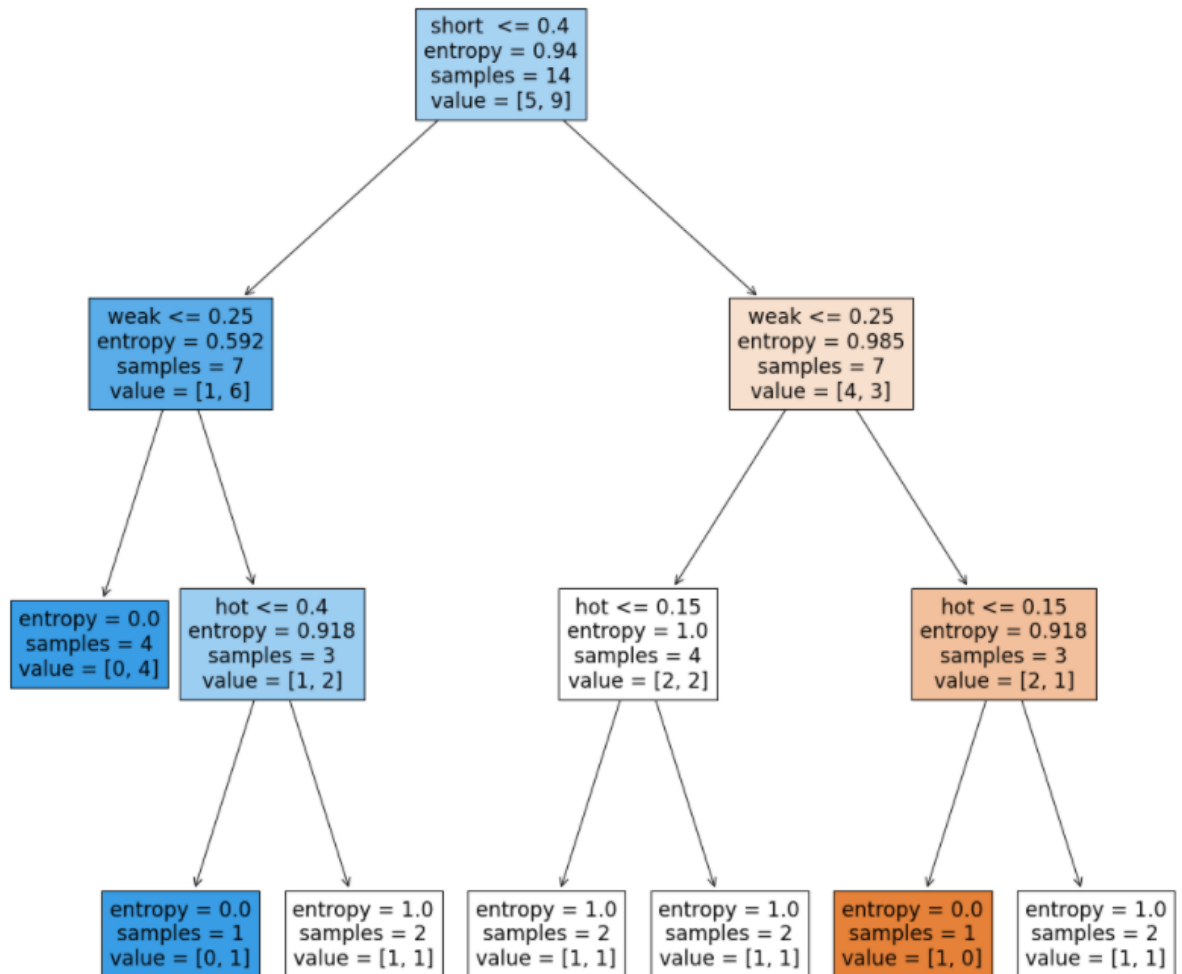 short  <= 0.4
entropy = 0.94
samples = 14
value = [5, 9]
weak <= 0.25
entropy = 0.592
samples = 7
value = [1, 6]
weak <= 0.25
entropy = 0.985
samples = 7
value = [4, 3]
entropy = 0.0
samples = 4
value = [0, 4]
hot <= 0.4
entropy = 0.918
samples = 3
value = [1, 2]
hot <= 0.15
entropy = 1.0
samples = 4
value = [2, 2]
hot <= 0.15
entropy = 0.918
samples = 3
value = [2, 1]
entropy = 0.0
samples = 1
value = [0, 1]
entropy = 1.0
samples = 2
value = [1, 1]
entropy = 1.0
samples = 2
value = [1, 1]
entropy = 1.0
samples = 2
value = [1, 1]
entropy = 0.0
samples = 1
value = [1, 0]
entropy = 1.0
samples = 2
value = [1, 1]